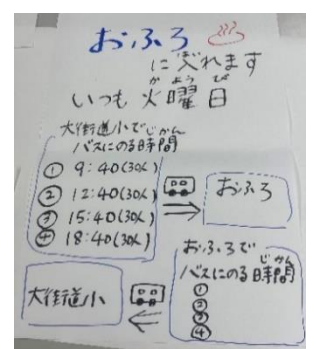 おふろ♨
に入れます
かようび
いつも 火曜日
大街道小で
じかん
バスにのる時間
① 9:40(30人)
② 12:40(30人)
③ 15:40(30人)
④ 18:40(30人)
おふろ
おふろで
じかん
バスにのる時間
①
②
③
④
大街道小